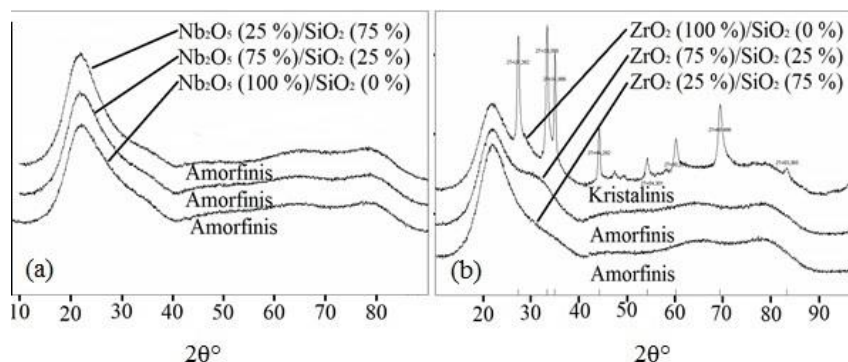 Nb₂O₅ (25 %)/SiO₂ (75 %)
Nb₂O₅ (75 %)/SiO₂ (25 %)
Nb₂O₅ (100 %)/SiO₂ (0 %)
Amorfinis
Amorfinis
Amorfinis
(a)
10 20 30 40 50 60 70 80
2θ°
ZrO₂ (100 %)/SiO₂ (0 %)
ZrO₂ (75 %)/SiO₂ (25 %)
ZrO₂ (25 %)/SiO₂ (75 %)
Kristalinis
Amorfinis
Amorfinis
(b)
20 30 40 50 60 70 80 90
2θ°